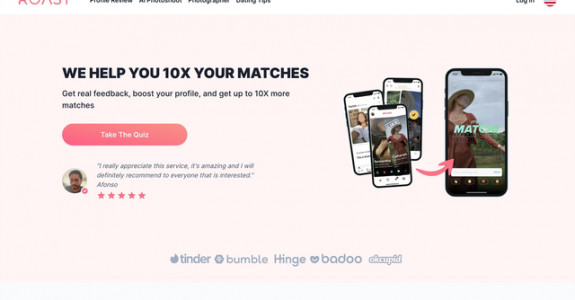 ROAST
Profile Review AI Photoshoot Photographer Dating Tips
Log In
WE HELP YOU 10X YOUR MATCHES
Get real feedback, boost your profile, and get up to 10X more
matches
Take The Quiz
"I really appreciate this service, it's amazing and I will
definitely recommend to everyone that is interested."
Afonso
MATCH
tinder bumble Hinge badoo okcupid